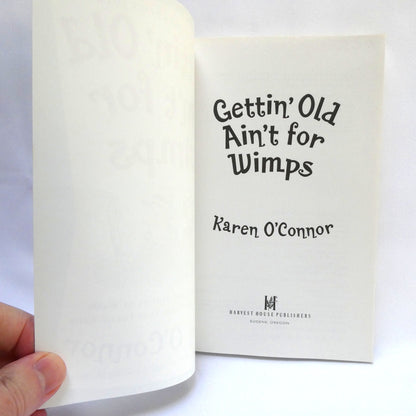 Gettin' Old
Ain't for
Wimps
Karen O'Connor
HARVEST HOUSE PUBLISHERS
EUGENE, OREGON